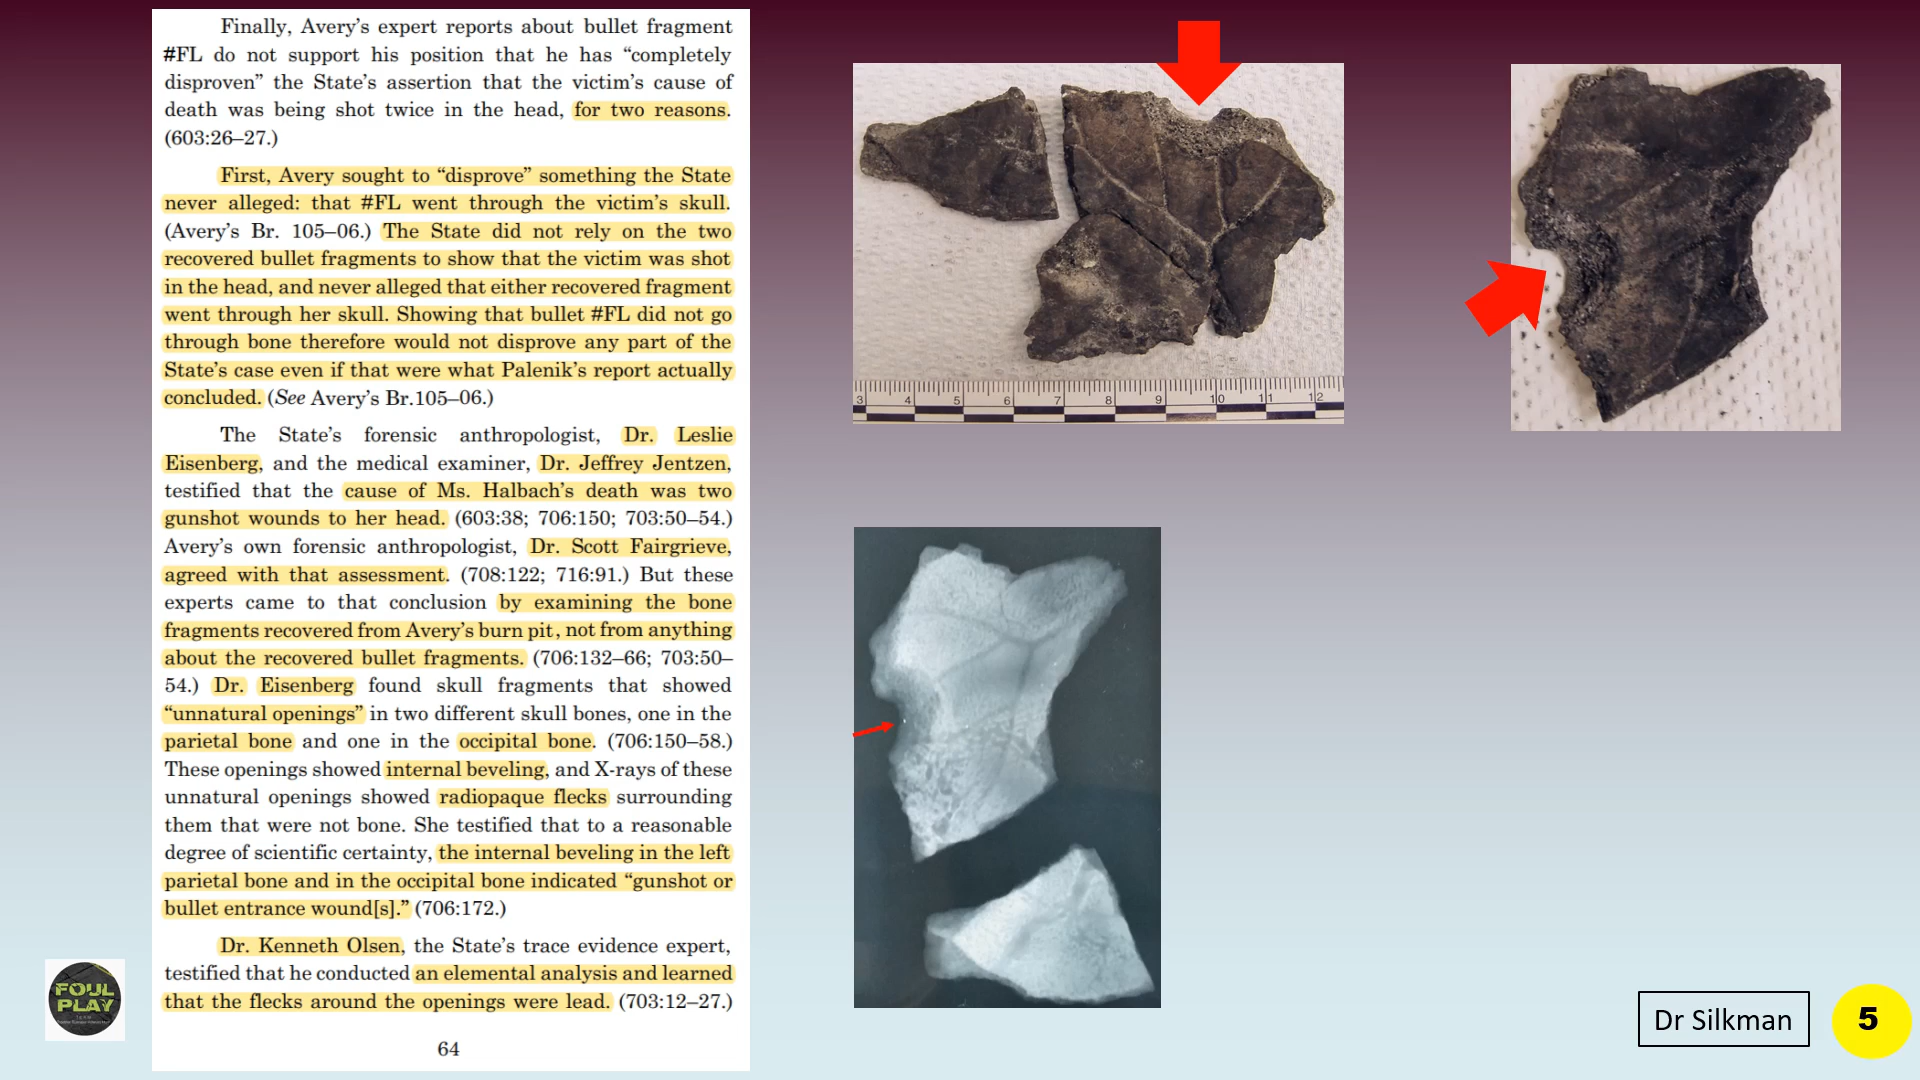 Finally, Avery's expert reports about bullet fragment
#FL do not support his position that he has “completely
disproven” the State's assertion that the victim's cause of
death was being shot twice in the head, for two reasons.
(603:26–27.)
First, Avery sought to “disprove” something the State
never alleged: that #FL went through the victim's skull.
(Avery's Br. 105–06.) The State did not rely on the two
recovered bullet fragments to show that the victim was shot
in the head, and never alleged that either recovered fragment
went through her skull. Showing that bullet #FL did not go
through bone therefore would not disprove any part of the
State's case even if that were what Palenik's report actually
concluded. (See Avery's Br.105–06.)
The State's forensic anthropologist, Dr. Leslie
Eisenberg, and the medical examiner, Dr. Jeffrey Jentzen,
testified that the cause of Ms. Halbach's death was two
gunshot wounds to her head. (603:38; 706:150; 703:50–54.)
Avery's own forensic anthropologist, Dr. Scott Fairgrieve,
agreed with that assessment. (708:122; 716:91.) But these
experts came to that conclusion by examining the bone
fragments recovered from Avery's burn pit, not from anything
about the recovered bullet fragments. (706:132–66; 703:50–
54.) Dr. Eisenberg found skull fragments that showed
“unnatural openings” in two different skull bones, one in the
parietal bone and one in the occipital bone. (706:150–58.)
These openings showed internal beveling, and X-rays of these
unnatural openings showed radiopaque flecks surrounding
them that were not bone. She testified that to a reasonable
degree of scientific certainty, the internal beveling in the left
parietal bone and in the occipital bone indicated “gunshot or
bullet entrance wound[s].” (706:172.)
Dr. Kenneth Olsen, the State's trace evidence expert,
testified that he conducted an elemental analysis and learned
that the flecks around the openings were lead. (703:12–27.)
64
3 4 5 6 7 8 9 10 11 12
FOUL
PLAY
Dr Silkman
5